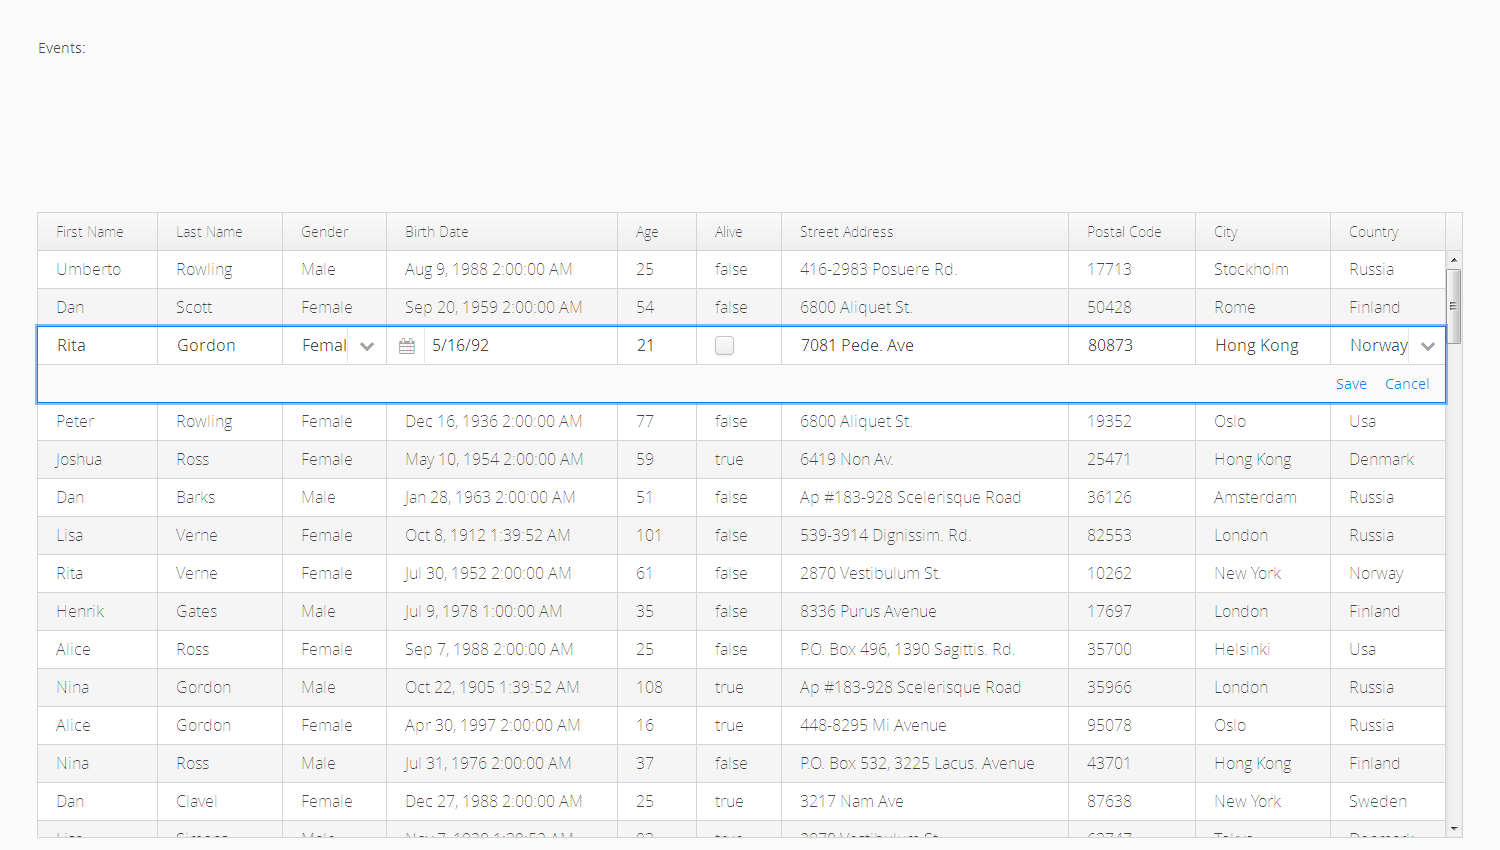 Events:
First Name Last Name Gender Birth Date Age Alive Street Address Postal Code City Country
Umberto Rowling Male Aug 9, 1988 2:00:00 AM 25 false 416-2983 Posuere Rd. 17713 Stockholm Russia
Dan Scott Female Sep 20, 1959 2:00:00 AM 54 false 6800 Aliquet St. 50428 Rome Finland
Rita Gordon Femal 5/16/92 21 7081 Pede. Ave 80873 Hong Kong Norway
Save Cancel
Peter Rowling Female Dec 16, 1936 2:00:00 AM 77 false 6800 Aliquet St. 19352 Oslo Usa
Joshua Ross Female May 10, 1954 2:00:00 AM 59 true 6419 Non Av. 25471 Hong Kong Denmark
Dan Barks Male Jan 28, 1963 2:00:00 AM 51 false Ap #183-928 Scelerisque Road 36126 Amsterdam Russia
Lisa Verne Female Oct 8, 1912 1:39:52 AM 101 false 539-3914 Dignissim. Rd. 82553 London Russia
Rita Verne Female Jul 30, 1952 2:00:00 AM 61 false 2870 Vestibulum St. 10262 New York Norway
Henrik Gates Male Jul 9, 1978 1:00:00 AM 35 false 8336 Purus Avenue 17697 London Finland
Alice Ross Female Sep 7, 1988 2:00:00 AM 25 false P.O. Box 496, 1390 Sagittis. Rd. 35700 Helsinki Usa
Nina Gordon Male Oct 22, 1905 1:39:52 AM 108 true Ap #183-928 Scelerisque Road 35966 London Russia
Alice Gordon Female Apr 30, 1997 2:00:00 AM 16 true 448-8295 Mi Avenue 95078 Oslo Russia
Nina Ross Male Jul 31, 1976 2:00:00 AM 37 false P.O. Box 532, 3225 Lacus. Avenue 43701 Hong Kong Finland
Dan Clavel Female Dec 27, 1988 2:00:00 AM 25 true 3217 Nam Ave 87638 New York Sweden